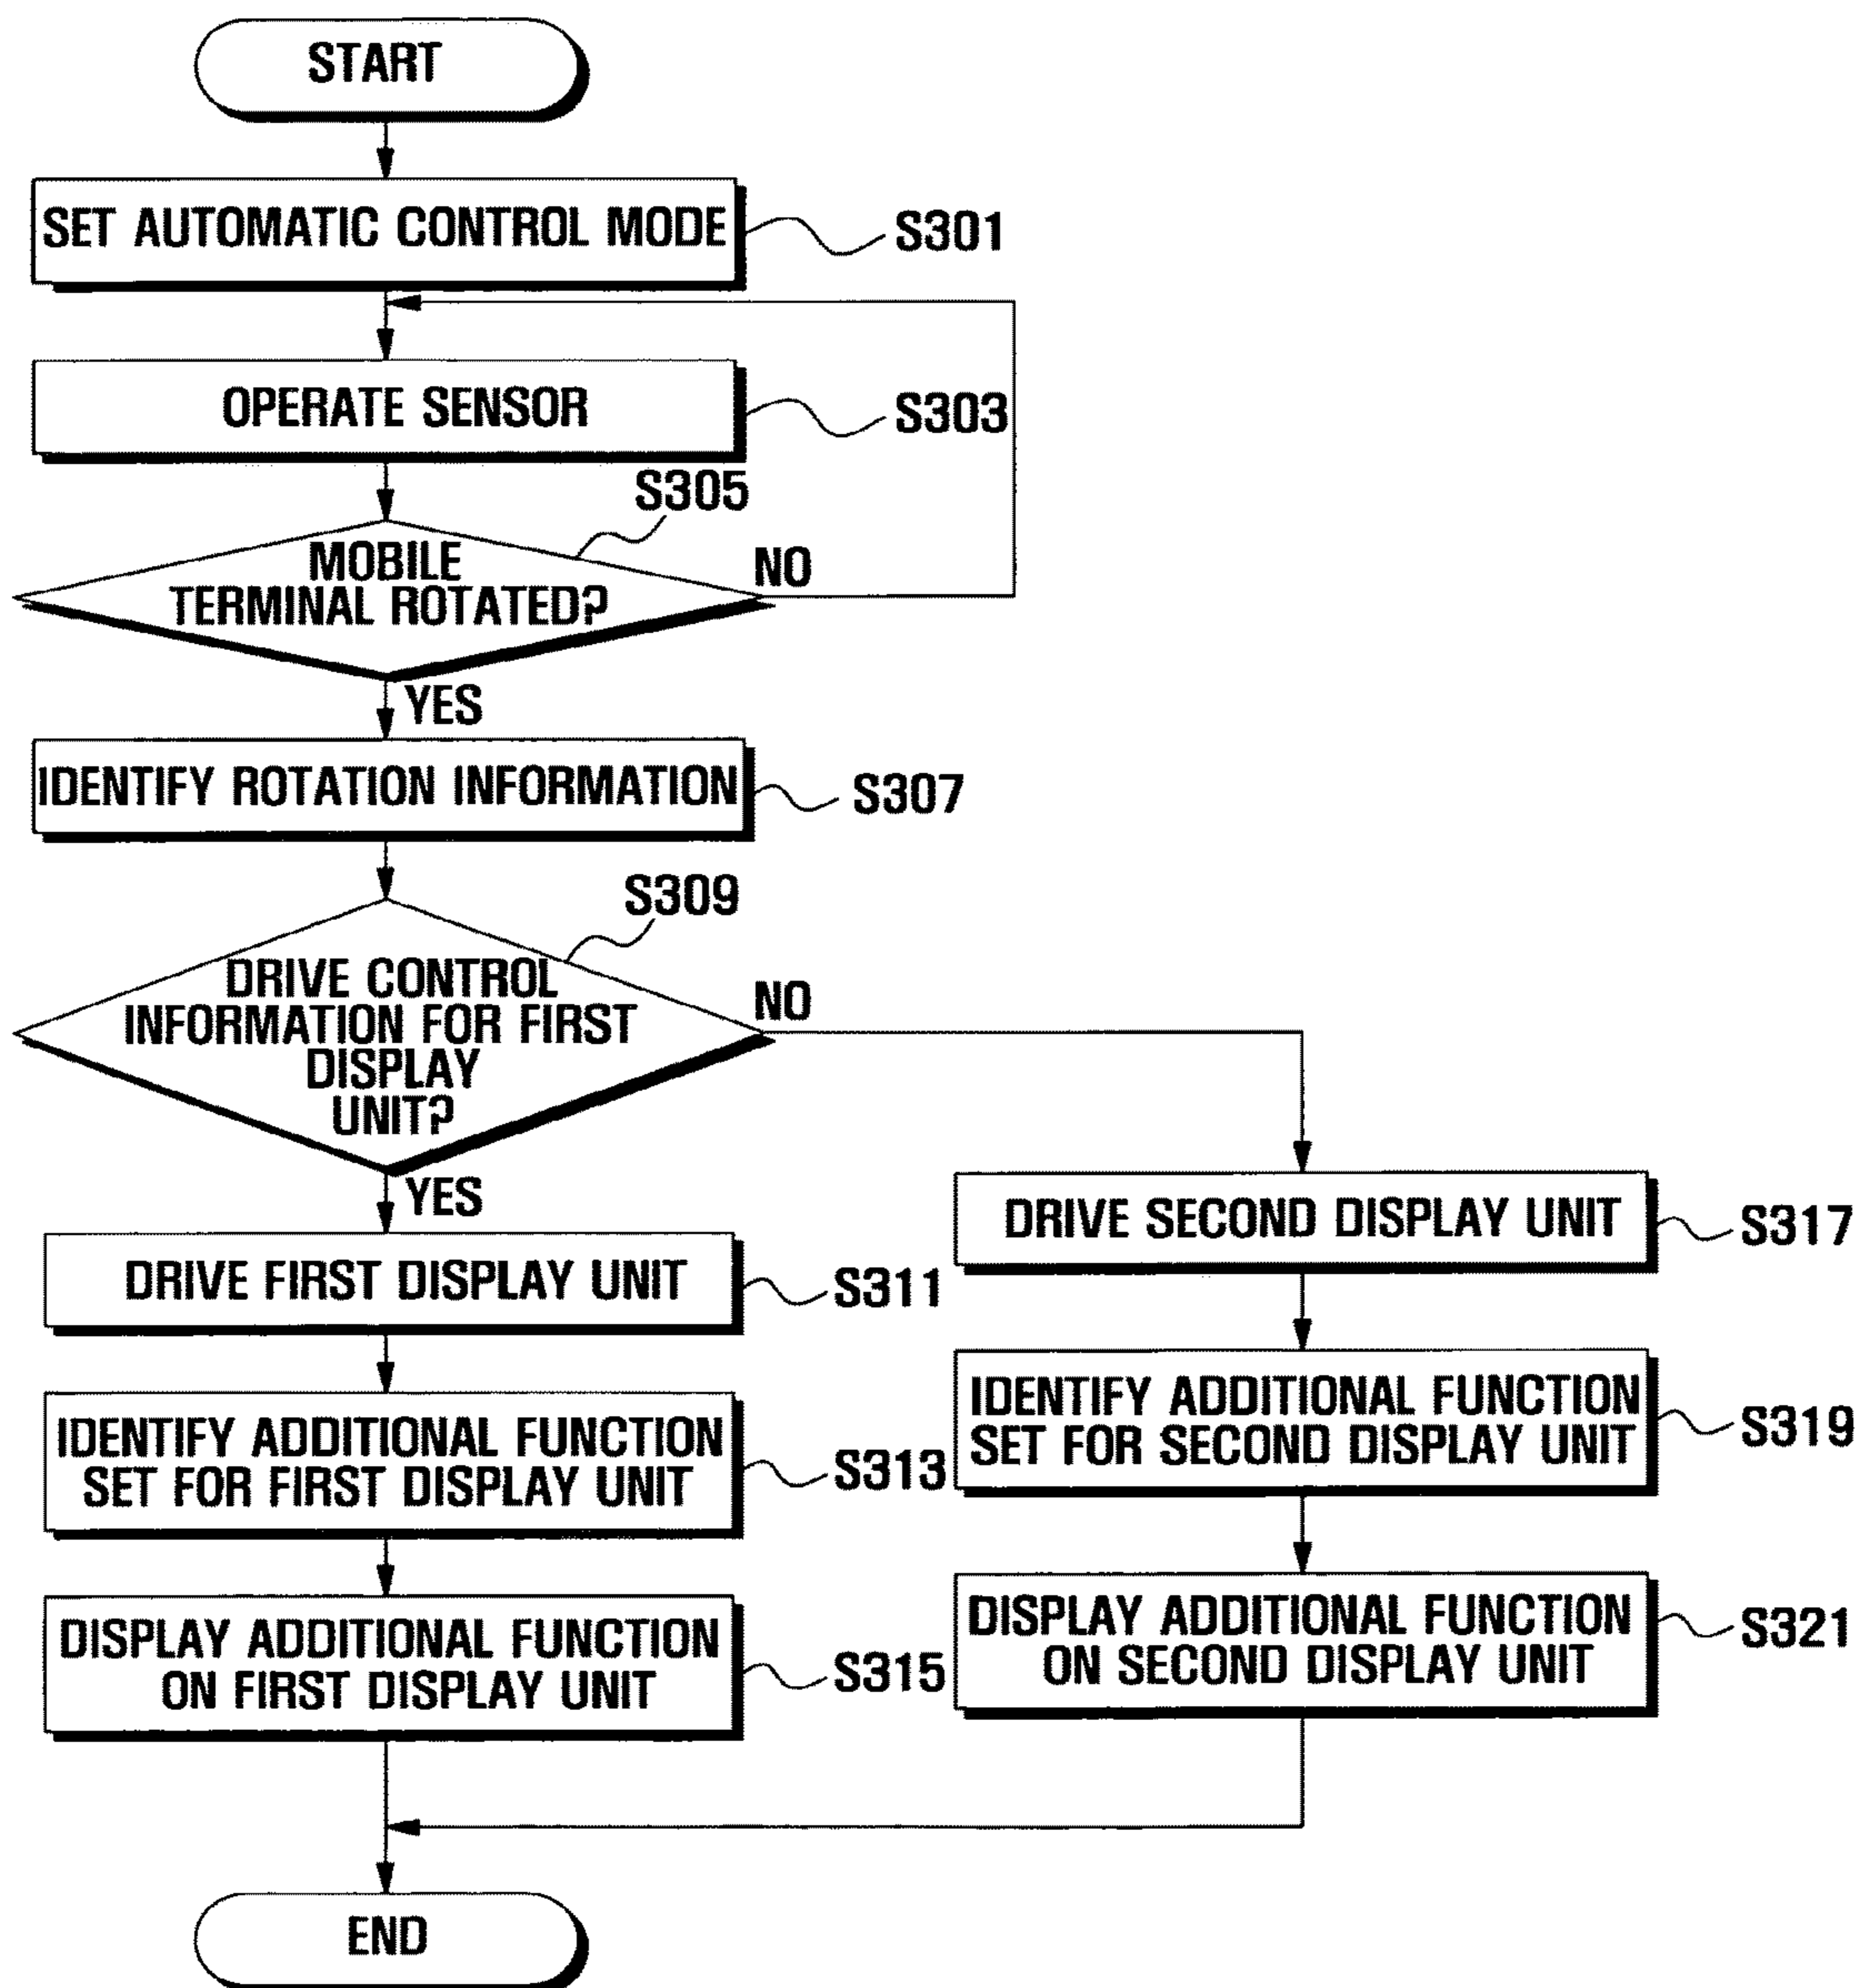 START
SET AUTOMATIC CONTROL MODE
S301
OPERATE SENSOR
S303
S305
MOBILE
TERMINAL ROTATED?
NO
YES
IDENTIFY ROTATION INFORMATION
S307
S309
DRIVE CONTROL
INFORMATION FOR FIRST
DISPLAY
UNIT?
NO
YES
DRIVE FIRST DISPLAY UNIT
S311
IDENTIFY ADDITIONAL FUNCTION
SET FOR FIRST DISPLAY UNIT
S313
DISPLAY ADDITIONAL FUNCTION
ON FIRST DISPLAY UNIT
S315
DRIVE SECOND DISPLAY UNIT
S317
IDENTIFY ADDITIONAL FUNCTION
SET FOR SECOND DISPLAY UNIT
S319
DISPLAY ADDITIONAL FUNCTION
ON SECOND DISPLAY UNIT
S321
END